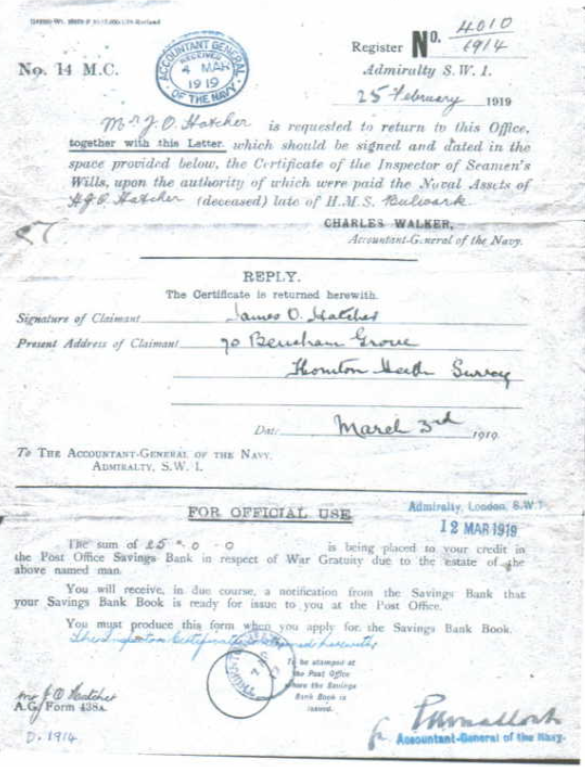 Register No. 4010
1914
ACCOUNTANT GENERAL
RECEIVED
4 MAR
1919
OF THE NAVY
No. 14 M.C.
Admiralty S.W. 1.
25 February 1919
Mr J. O. Hatcher is requested to return to this Office,
together with this Letter, which should be signed and dated in the
space provided below, the Certificate of the Inspector of Seamen's
Wills, upon the authority of which were paid the Naval Assets of
Hatcher (deceased) late of H.M.S. Bulwark
CHARLES WALKER,
Accountant-General of the Navy.
REPLY.
The Certificate is returned herewith.
Signature of Claimant James O. Hatcher
Present Address of Claimant 90 Bensham Grove
Thornton Heath Surrey
Date March 3rd 1919.
To THE ACCOUNTANT-GENERAL OF THE NAVY.
ADMIRALTY, S.W. 1.
FOR OFFICIAL USE
Admiralty, London, S.W.1
12 MAR 1919
The sum of £5 - 0 - 0 is being placed to your credit in
the Post Office Savings Bank in respect of War Gratuity due to the estate of the
above named man.
You will receive, in due course, a notification from the Savings Bank that
your Savings Bank Book is ready for issue to you at the Post Office.
You must produce this form when you apply for the Savings Bank Book.
The Inspectors Certificate is returned herewith
To be stamped at
the Post Office
where the Savings
Bank Book is
issued.
Mr J O Hatcher
A.G. Form 438A.
D. 1914
for
Accountant-General of the Navy.